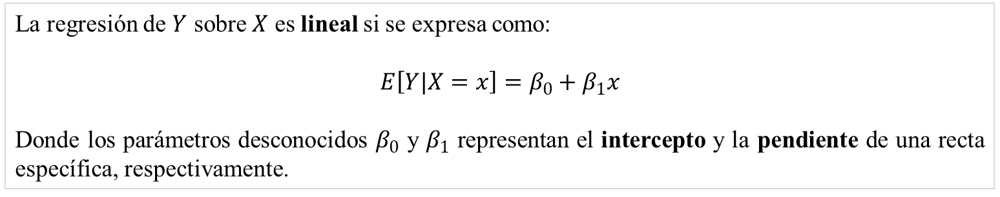 La regresión de Y sobre X es lineal si se expresa como:
E[Y|X = x] = β₀ + β₁x
Donde los parámetros desconocidos β₀ y β₁ representan el intercepto y la pendiente de una recta
específica, respectivamente.